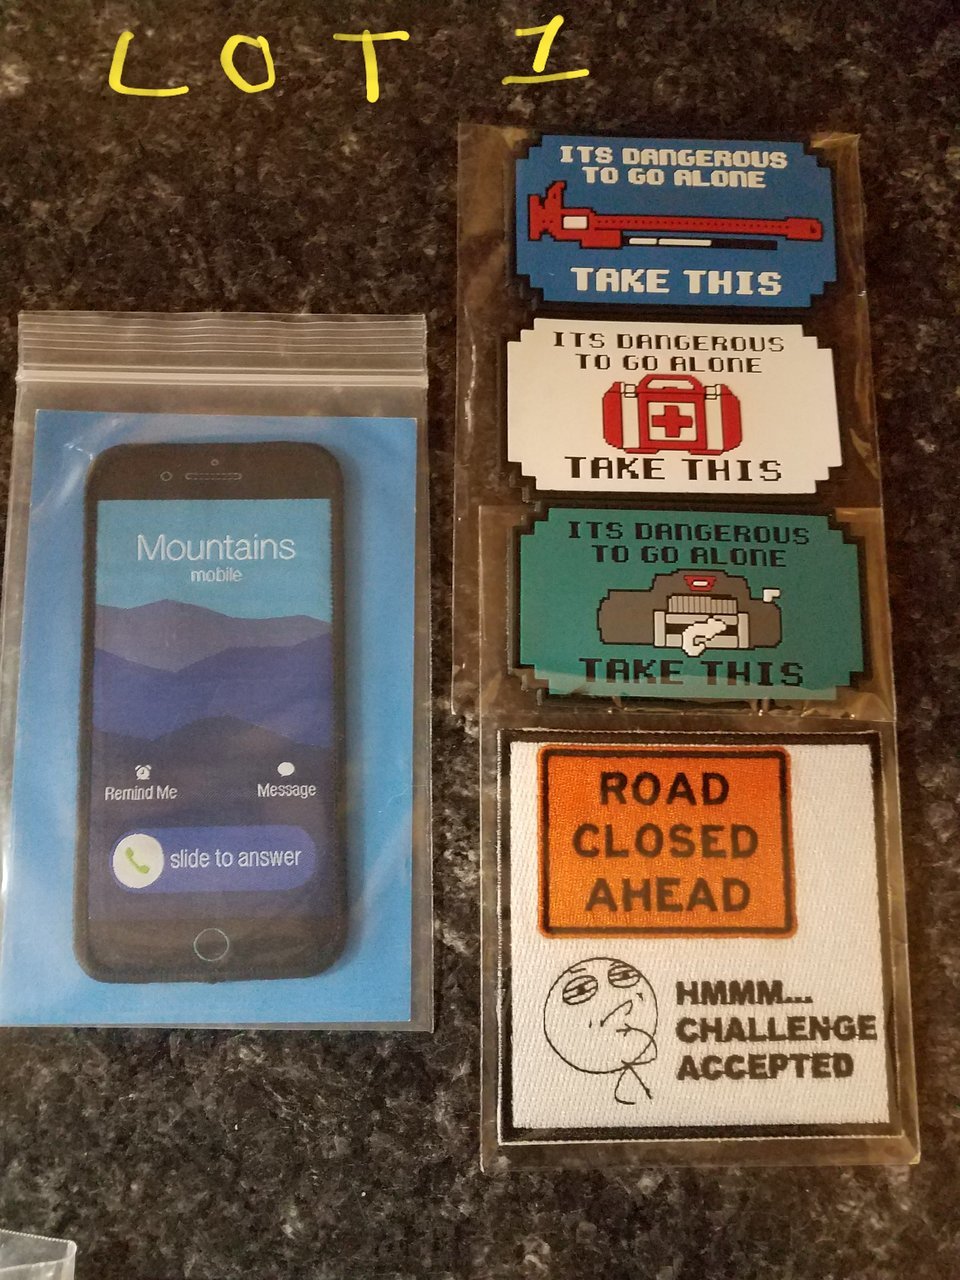 LOT 1
Mountains
mobile
Remind Me
Message
slide to answer
ITS DANGEROUS
TO GO ALONE
TAKE THIS
ITS DANGEROUS
TO GO ALONE
TAKE THIS
ITS DANGEROUS
TO GO ALONE
TAKE THIS
ROAD
CLOSED
AHEAD
HMMM...
CHALLENGE
ACCEPTED